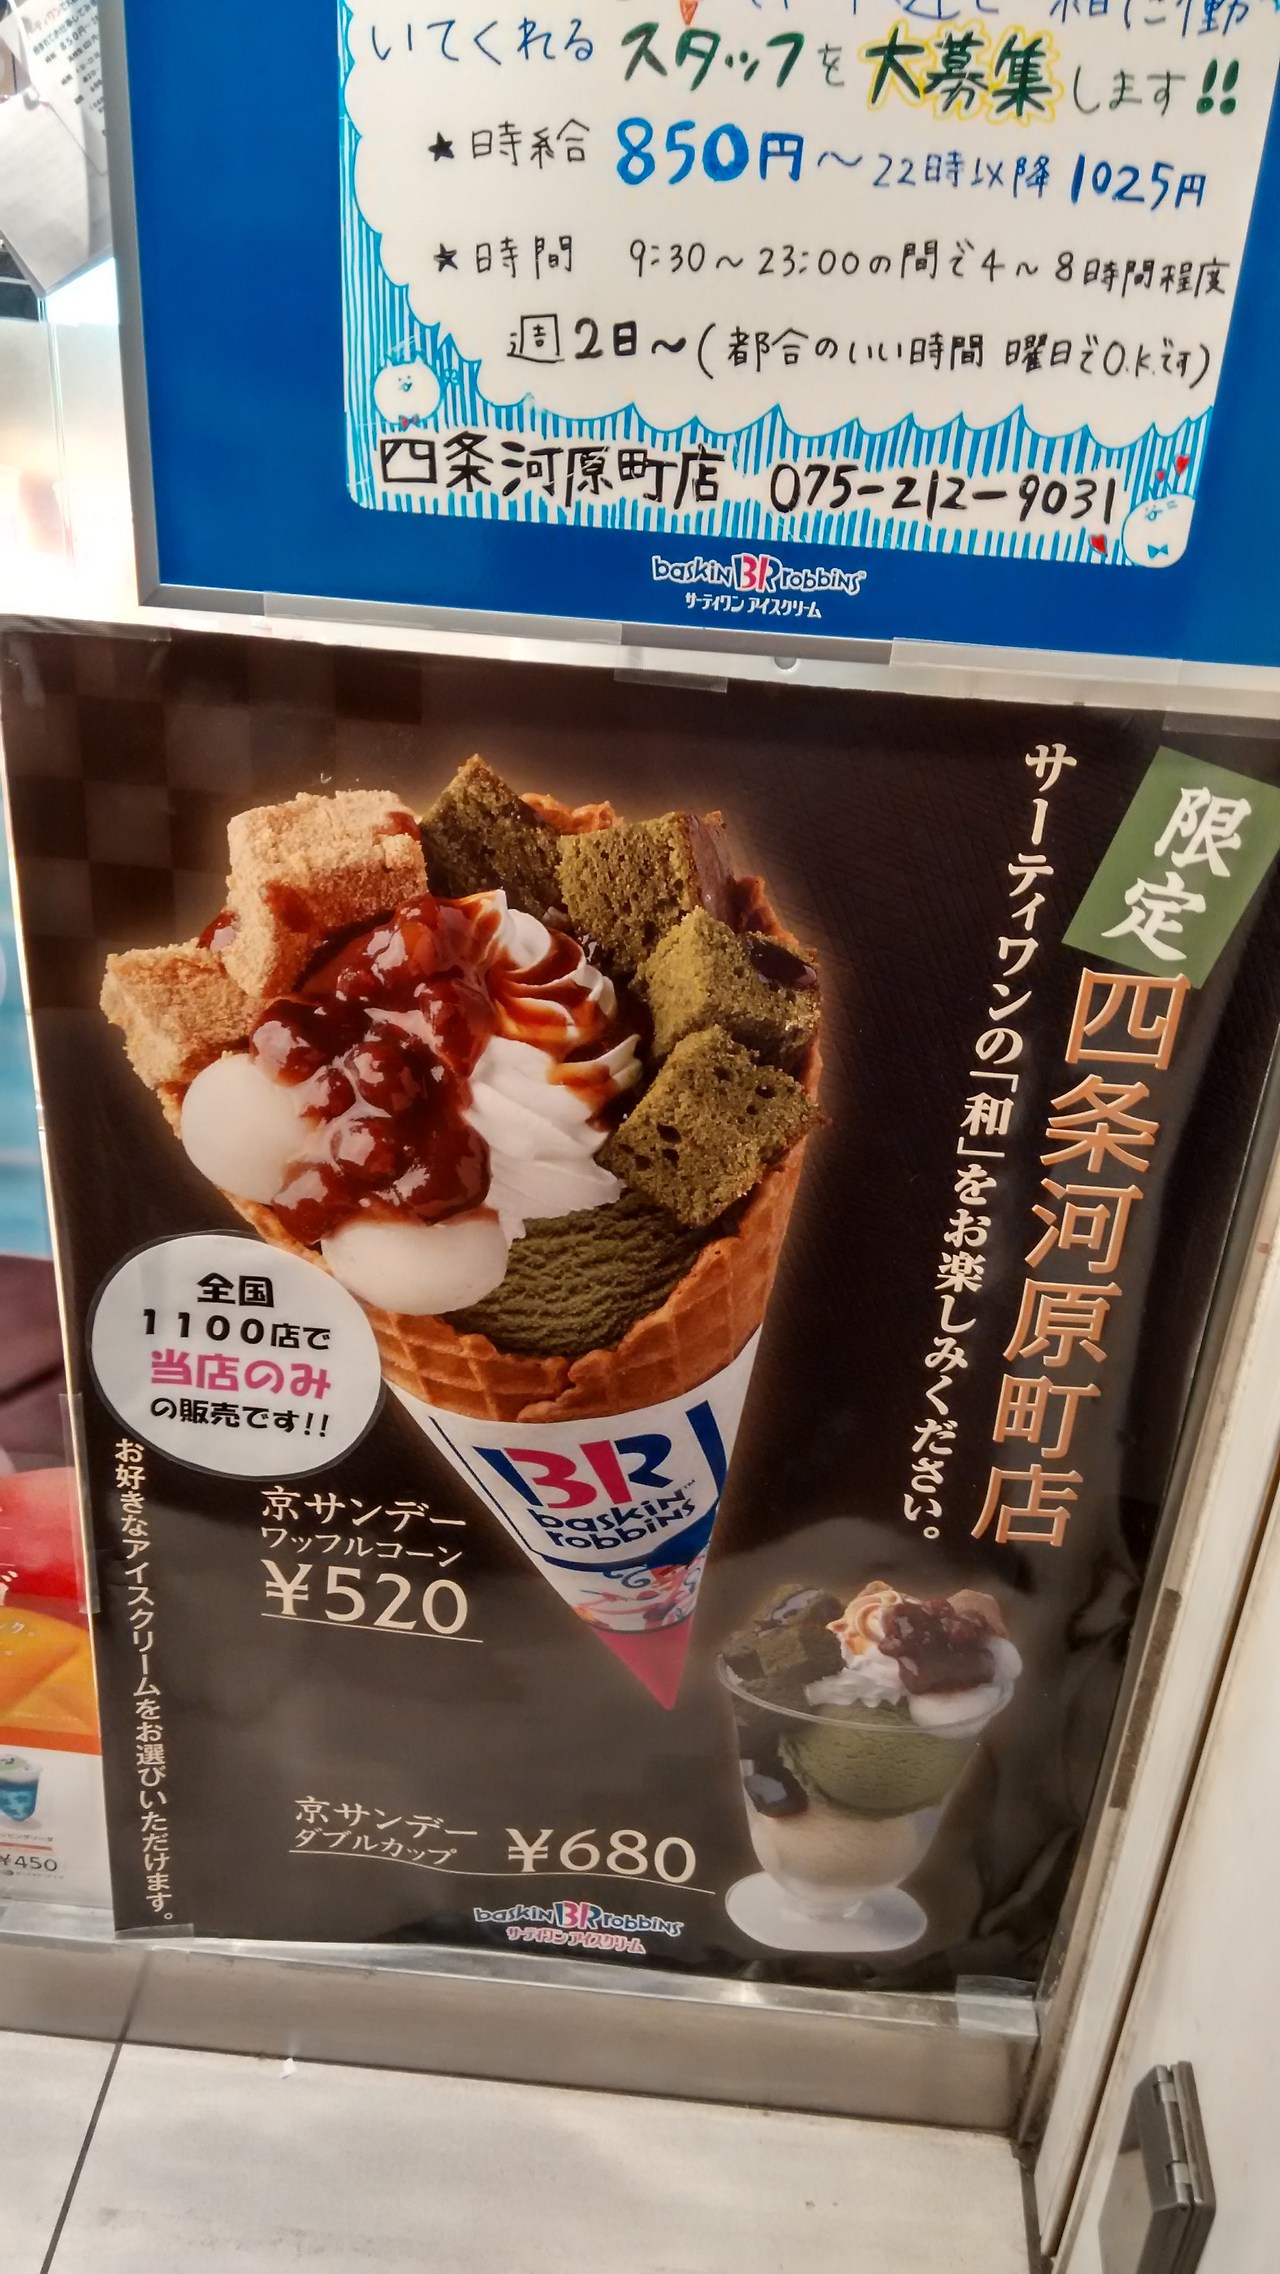 いてくれるスタッフを大募集します!!
★時給 850円〜22時以降1025円
★時間 9:30〜23:00の間で4〜8時間程度
週2日〜(都合のいい時間 曜日でO.K.です)
四条河原町店 075-212-9031
baskin BR robbins
サーティワン アイスクリーム
限定
四条河原町店
サーティワンの「和」をお楽しみください。
全国
1100店で
当店のみ
の販売です!!
お好きなアイスクリームをお選びいただけます。
BR
baskin
robbins
京サンデー
ワッフルコーン
¥520
京サンデー
ダブルカップ
¥680
baskin BR robbins
サーティワン アイスクリーム
¥450